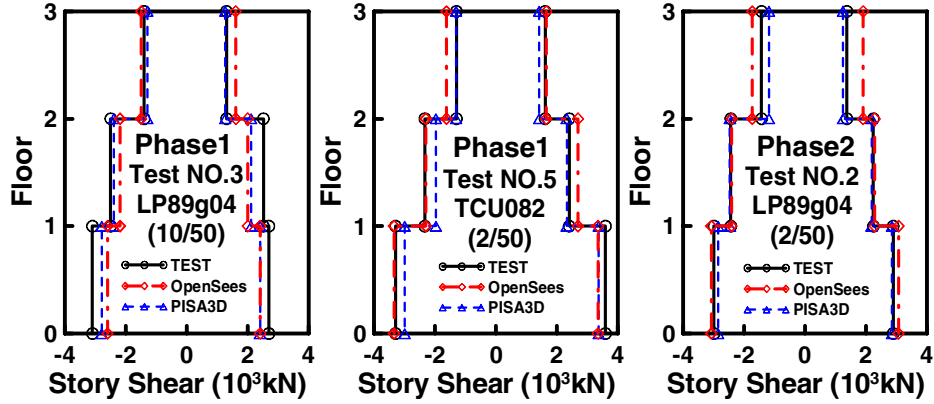 3
2
1
0
Floor
Phase1
Test NO.3
LP89g04
(10/50)
TEST
OpenSees
PISA3D
-4 -2 0 2 4
Story Shear (10³kN)
3
2
1
0
Floor
Phase1
Test NO.5
TCU082
(2/50)
TEST
OpenSees
PISA3D
-4 -2 0 2 4
Story Shear (10³kN)
3
2
1
0
Floor
Phase2
Test NO.2
LP89g04
(2/50)
TEST
OpenSees
PISA3D
-4 -2 0 2 4
Story Shear (10³kN)